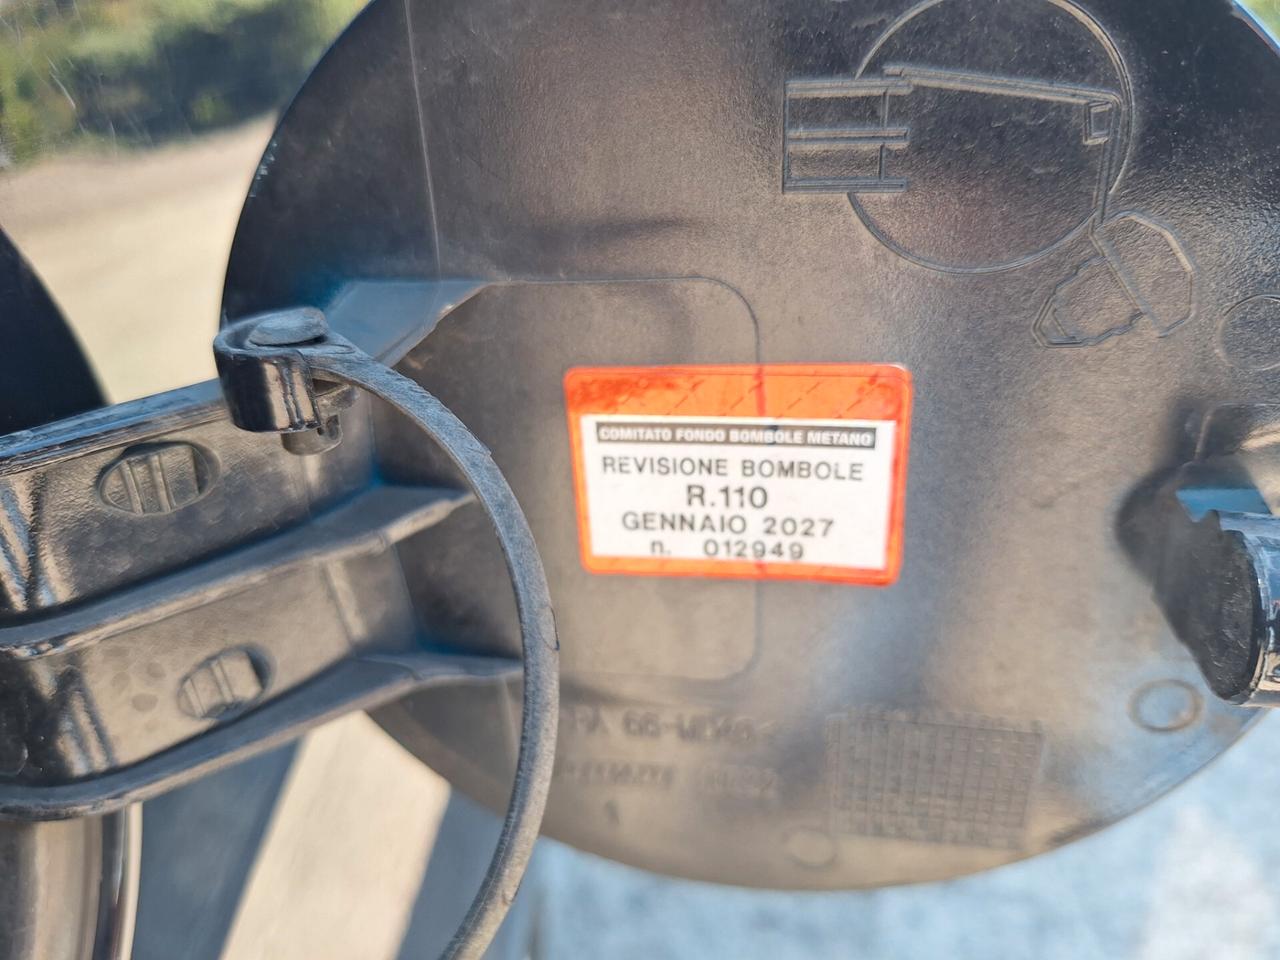 COMITATO FONDO BOMBOLE METANO
REVISIONE BOMBOLE
R.110
GENNAIO 2027
n. 012949